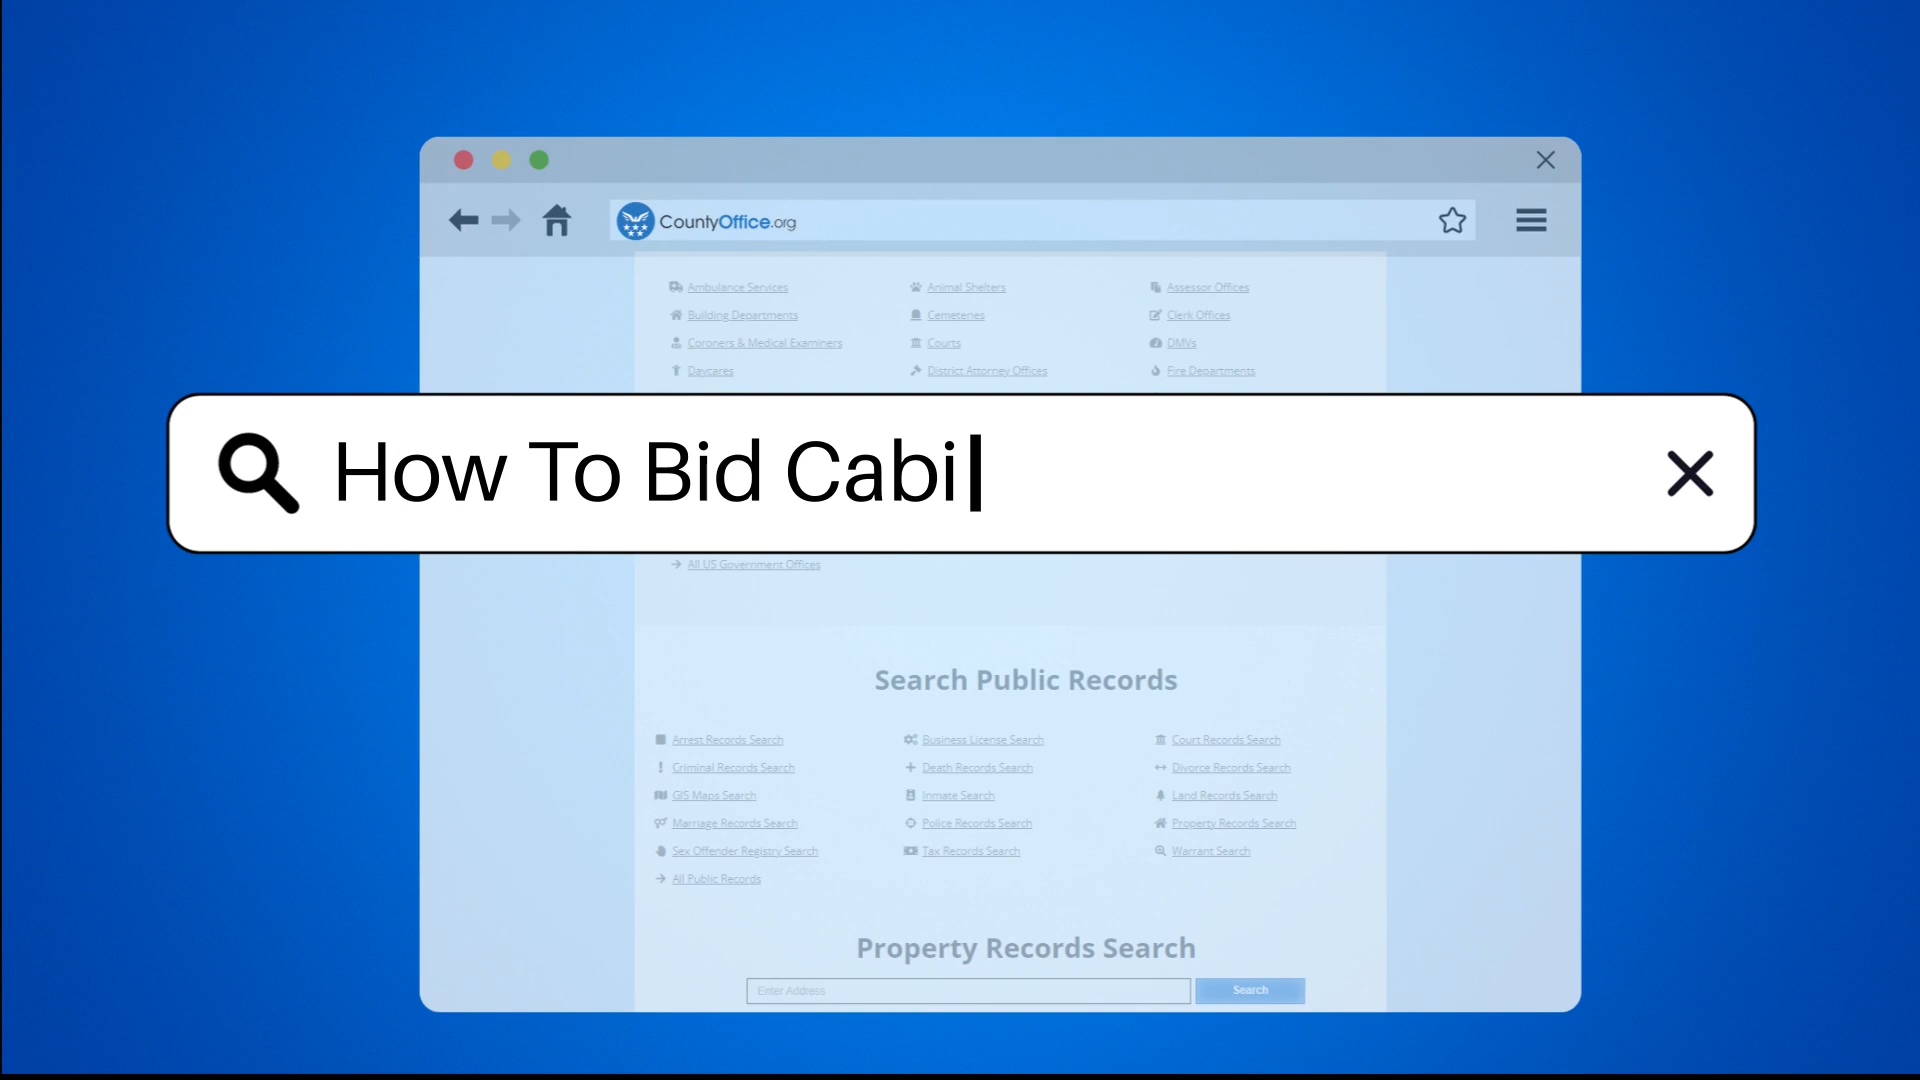 CountyOffice.org
Ambulance Services Animal Shelters Assessor Offices
Building Departments Cemeteries Clerk Offices
Coroners & Medical Examiners Courts DMVs
Daycares District Attorney Offices Fire Departments
How To Bid Cabi
All US Government Offices
Search Public Records
Arrest Records Search Business License Search Court Records Search
Criminal Records Search Death Records Search Divorce Records Search
GIS Maps Search Inmate Search Land Records Search
Marriage Records Search Police Records Search Property Records Search
Sex Offender Registry Search Tax Records Search Warrant Search
All Public Records
Property Records Search
Enter Address Search